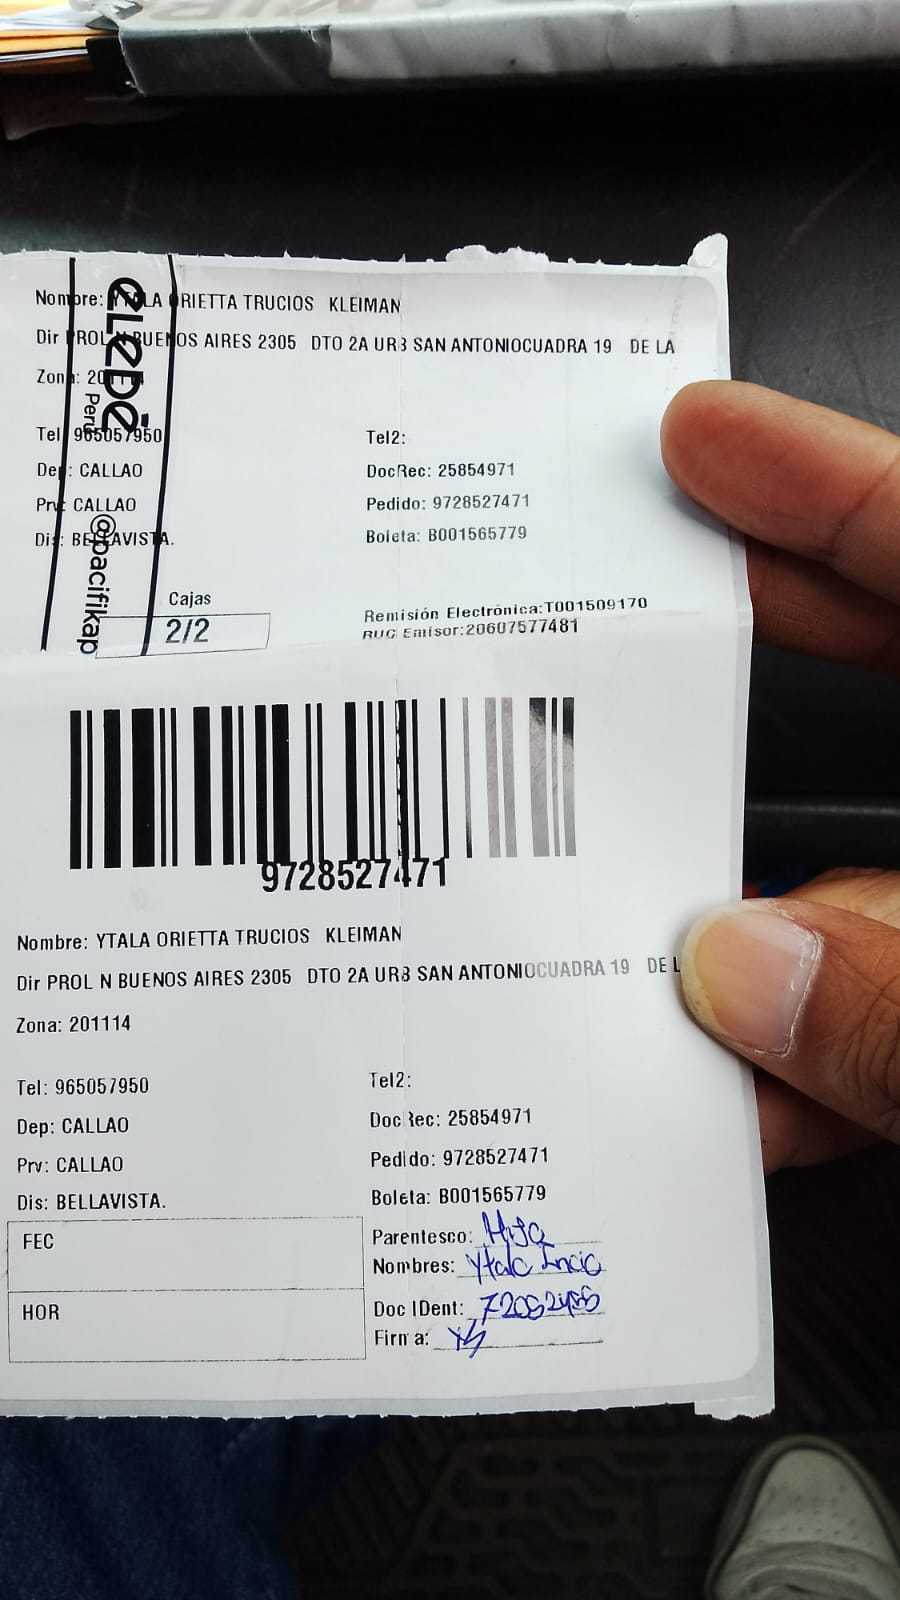 Nombre: YTALA ORIETTA TRUCIOS KLEIMAN
Dir PROL N BUENOS AIRES 2305 DTO 2A URB SAN ANTONIOCUADRA 19 DE LA
Zona: 201114
Tel: 965057950 Tel2:
Dep: CALLAO DocRec: 25854971
Prv: CALLAO Pedido: 9728527471
Dis: BELLAVISTA. Boleta: B001565779
eLeDē
Perú
@pacifikap
Cajas
2/2
Remisión Electrónica:T001509170
RUC Emisor:20607577481
9728527471
Nombre: YTALA ORIETTA TRUCIOS KLEIMAN
Dir PROL N BUENOS AIRES 2305 DTO 2A URB SAN ANTONIOCUADRA 19 DE L
Zona: 201114
Tel: 965057950 Tel2:
Dep: CALLAO DocRec: 25854971
Prv: CALLAO Pedido: 9728527471
Dis: BELLAVISTA. Boleta: B001565779
FEC
HOR
Parentesco: Hija
Nombres: Ytala
Doc IDent:
Firma: